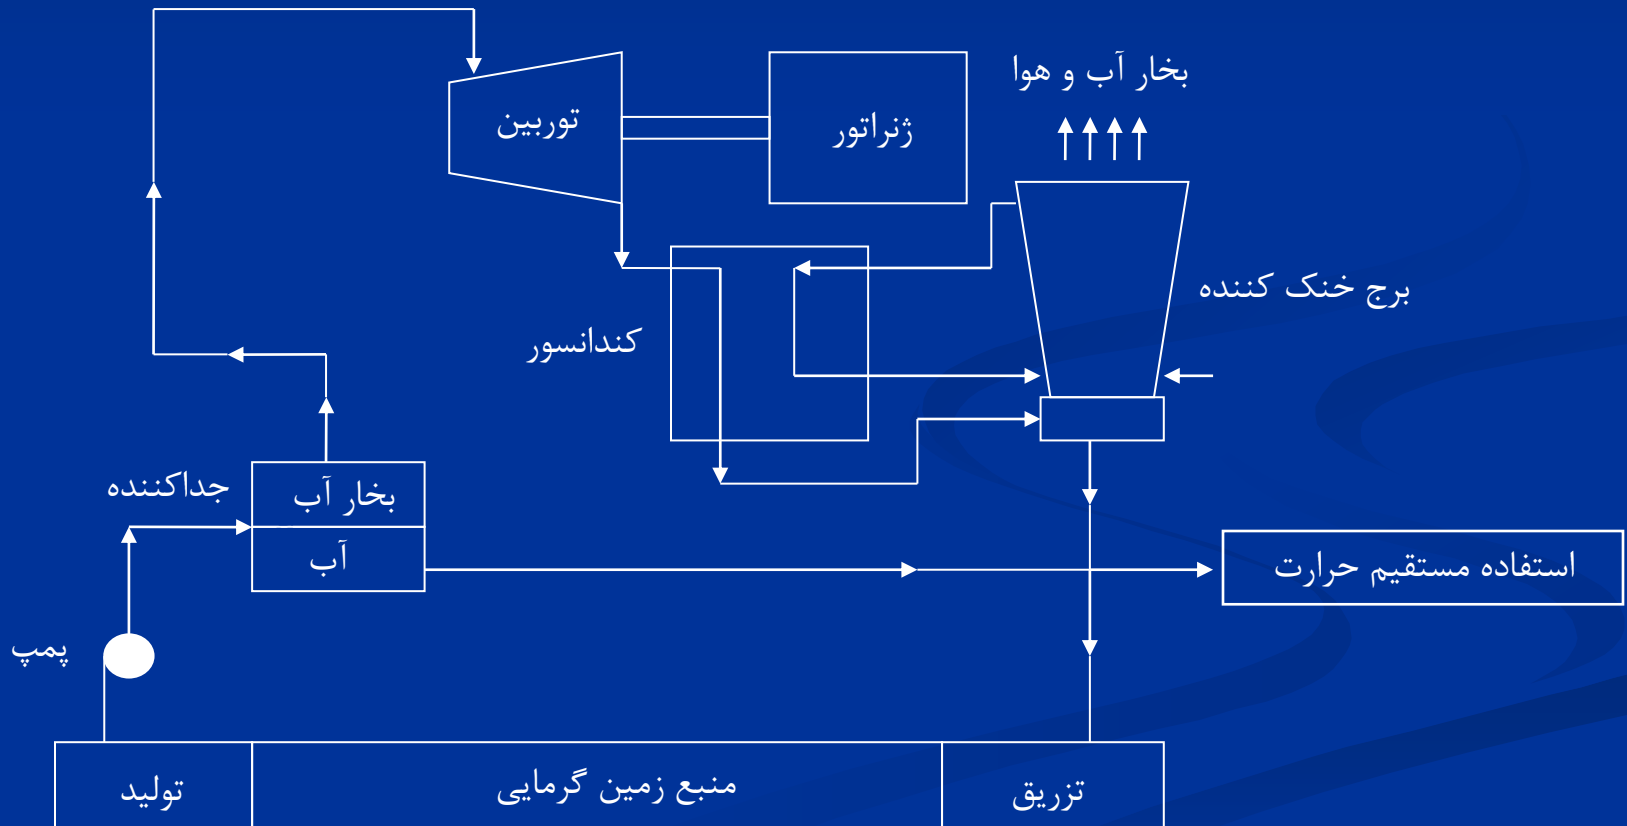 بخار آب و هوا
توربین
ژنراتور
برج خنک کننده
کندانسور
جداکننده
بخار آب
آب
استفاده مستقیم حرارت
پمپ
تولید
منبع زمین گرمایی
تزریق